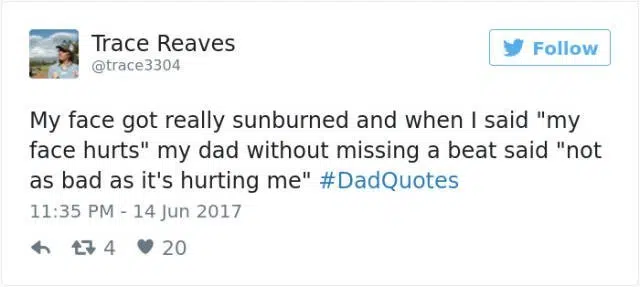 Trace Reaves
@trace3304
Follow
My face got really sunburned and when I said "my
face hurts" my dad without missing a beat said "not
as bad as it's hurting me" #DadQuotes
11:35 PM - 14 Jun 2017
4 20